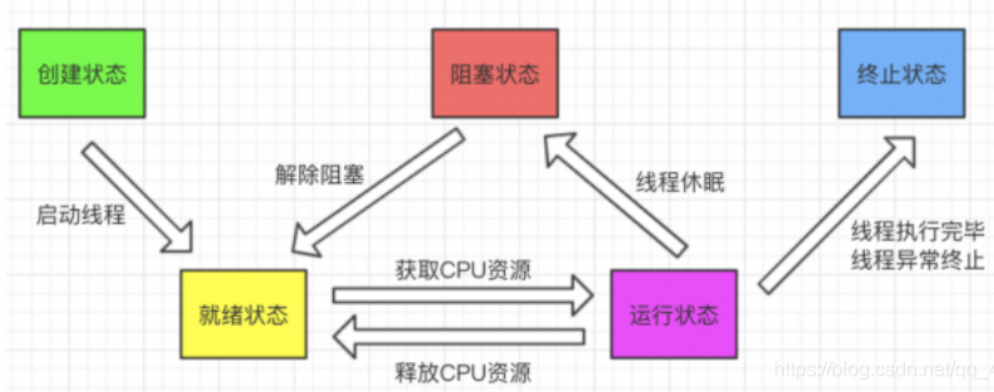 创建状态
阻塞状态
终止状态
解除阻塞
线程休眠
启动线程
线程执行完毕
线程异常终止
获取CPU资源
就绪状态
运行状态
释放CPU资源
https://blog.csdn.net/qq_4